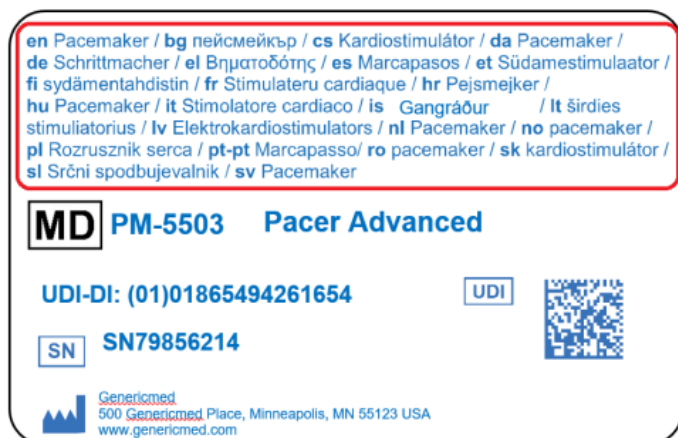 en Pacemaker / bg пейсмейкър / cs Kardiostimulátor / da Pacemaker /
de Schrittmacher / el Βηματοδότης / es Marcapasos / et Südamestimulaator /
fi sydämentahdistin / fr Stimulateru cardiaque / hr Pejsmejker /
hu Pacemaker / it Stimolatore cardiaco / is Gangráður / lt širdies
stimuliatorius / lv Elektrokardiostimulators / nl Pacemaker / no pacemaker /
pl Rozrusznik serca / pt-pt Marcapasso/ ro pacemaker / sk kardiostimulátor /
sl Srčni spodbujevalnik / sv Pacemaker
MD PM-5503 Pacer Advanced
UDI-DI: (01)01865494261654 UDI
SN SN79856214
Genericmed
500 Genericmed Place, Minneapolis, MN 55123 USA
www.genericmed.com